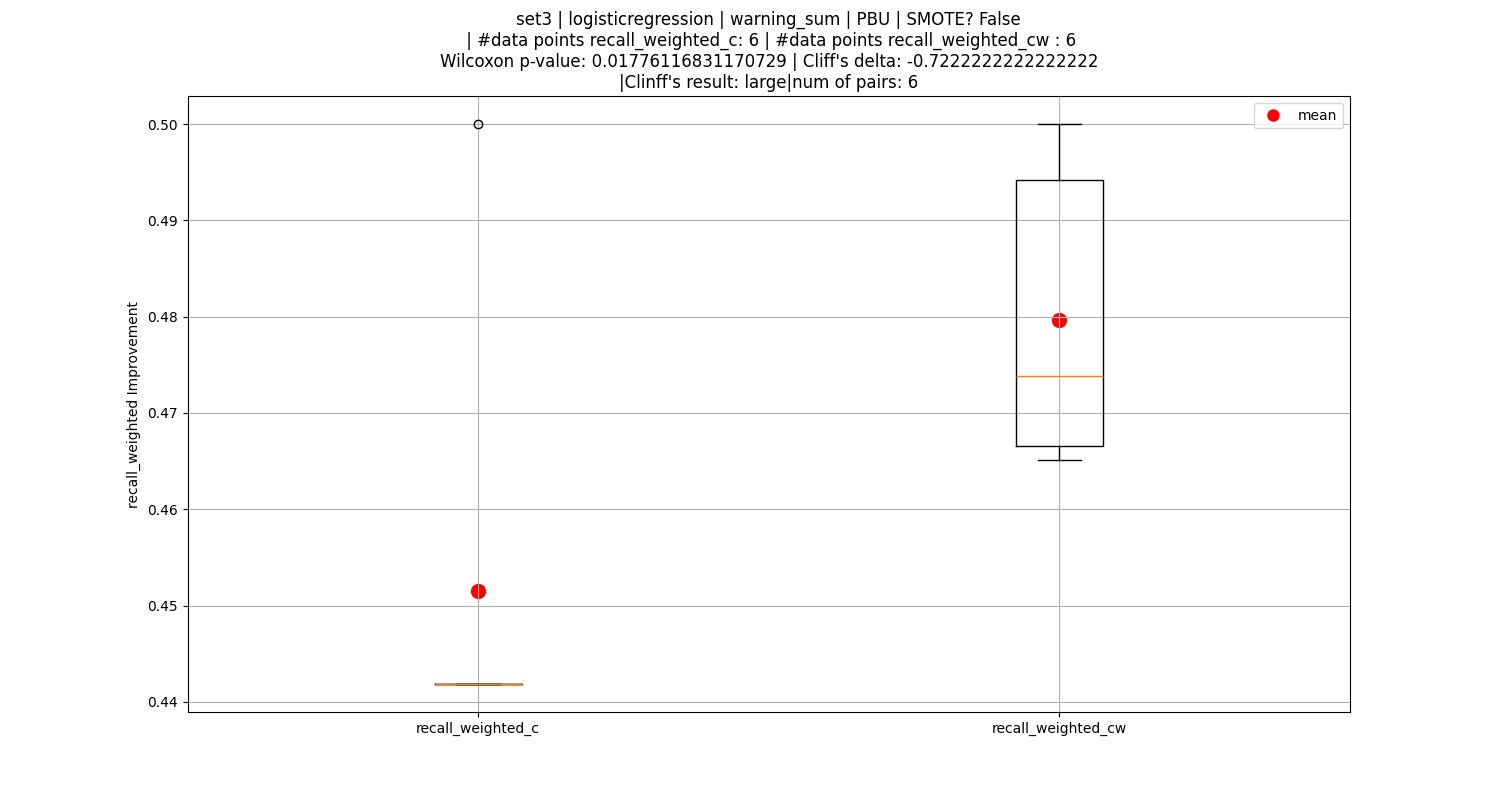 set3 | logisticregression | warning_sum | PBU | SMOTE? False
| #data points recall_weighted_c: 6 | #data points recall_weighted_cw : 6
Wilcoxon p-value: 0.01776116831170729 | Cliff's delta: -0.7222222222222222
|Clinff's result: large|num of pairs: 6
mean
recall_weighted Improvement
0.50
0.49
0.48
0.47
0.46
0.45
0.44
recall_weighted_c
recall_weighted_cw